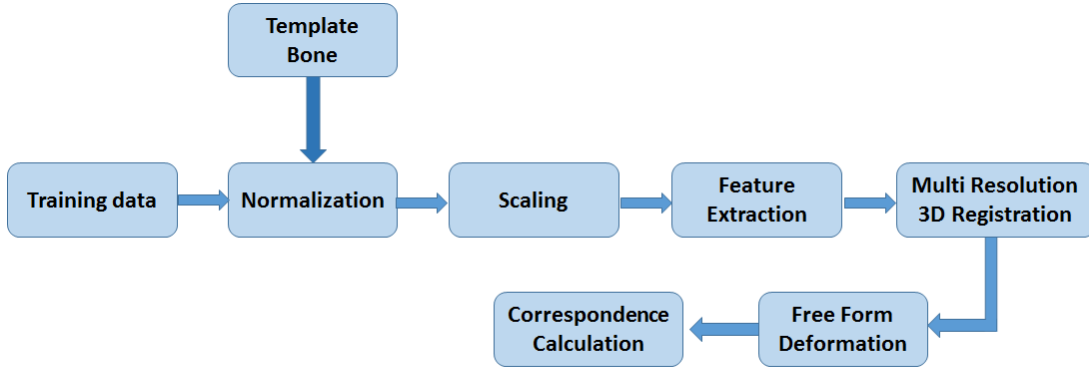 Template
Bone
Training data
Normalization
Scaling
Feature
Extraction
Multi Resolution
3D Registration
Correspondence
Calculation
Free Form
Deformation